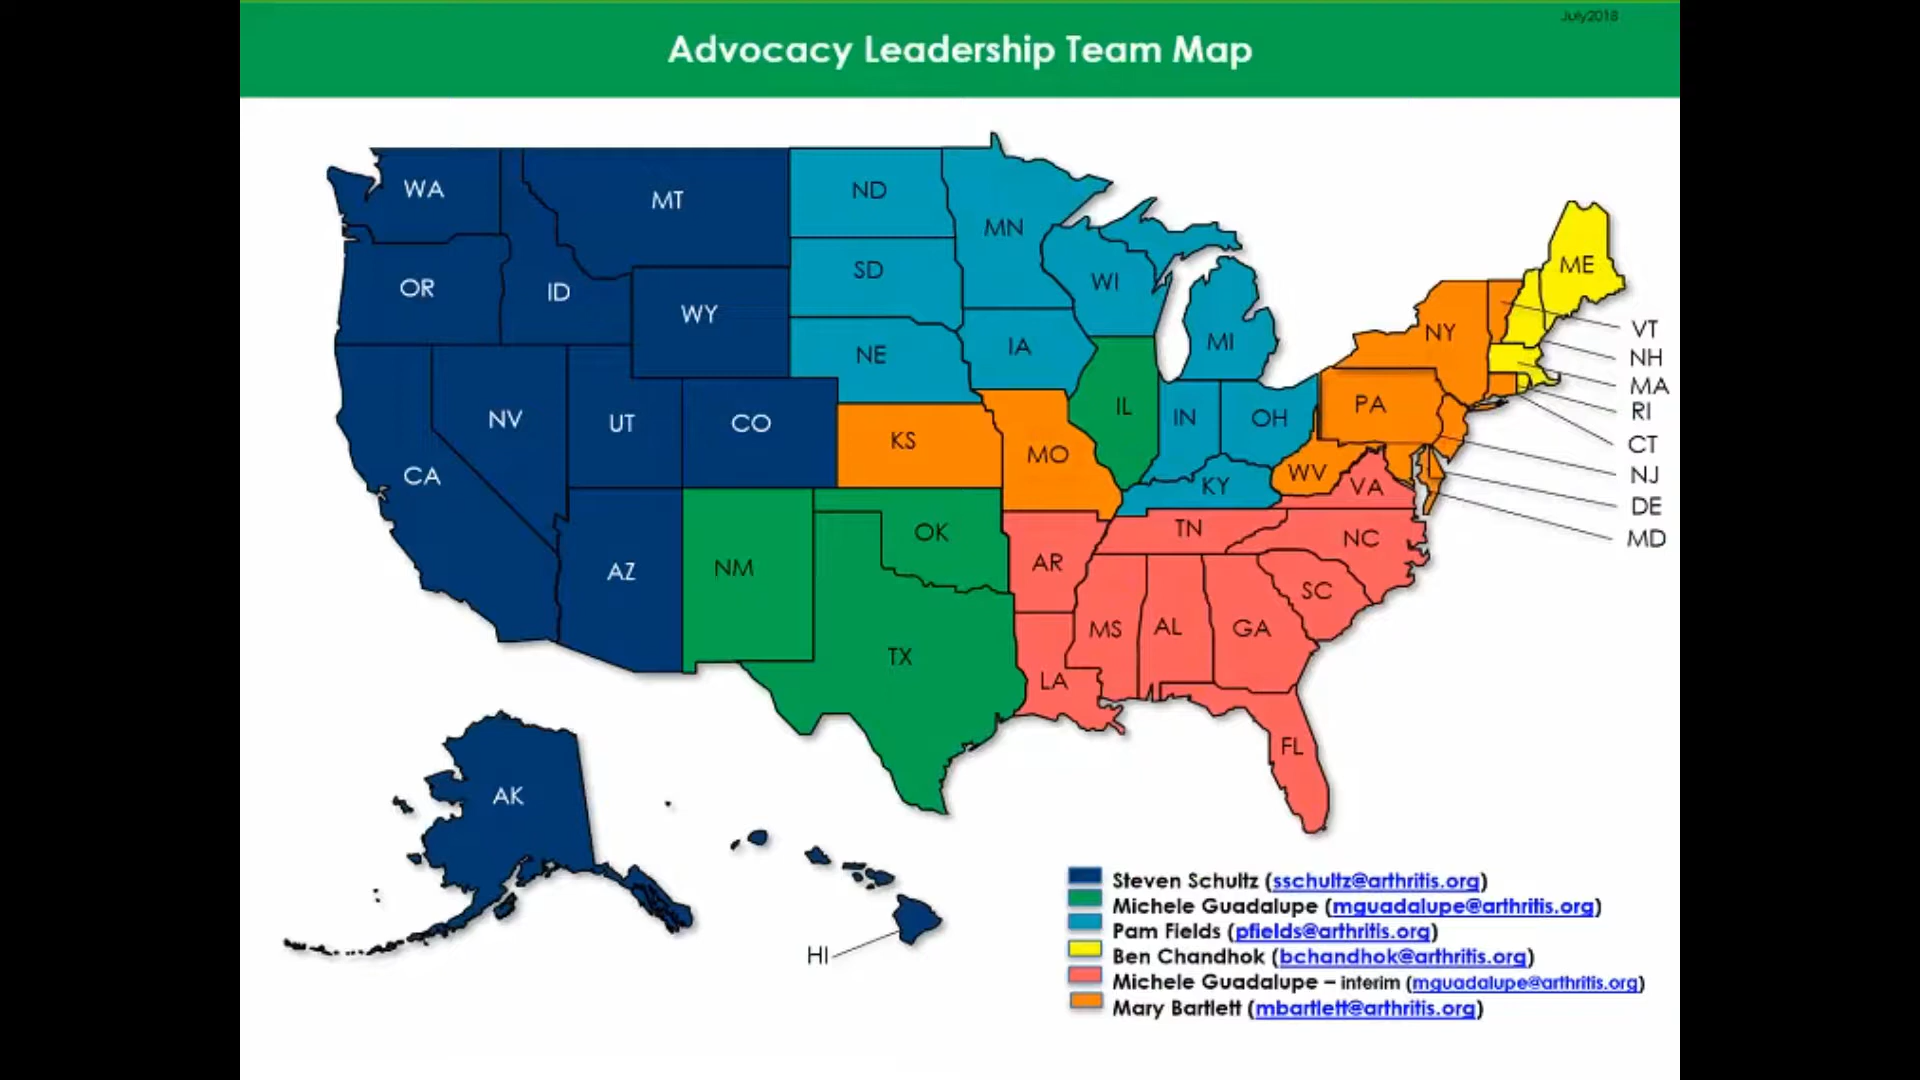 July2018
Advocacy Leadership Team Map
WA
MT
ND
MN
OR
ID
WY
SD
WI
MI
ME
NE
IA
NY
VT
NH
MA
RI
CT
NJ
DE
MD
NV
UT
CO
CA
KS
MO
IL
IN
OH
PA
WV
VA
KY
AZ
NM
OK
AR
TN
NC
SC
TX
LA
MS
AL
GA
FL
AK
HI
Steven Schultz (sschultz@arthritis.org)
Michele Guadalupe (mguadalupe@arthritis.org)
Pam Fields (pfields@arthritis.org)
Ben Chandhok (bchandhok@arthritis.org)
Michele Guadalupe – interim (mguadalupe@arthritis.org)
Mary Bartlett (mbartlett@arthritis.org)